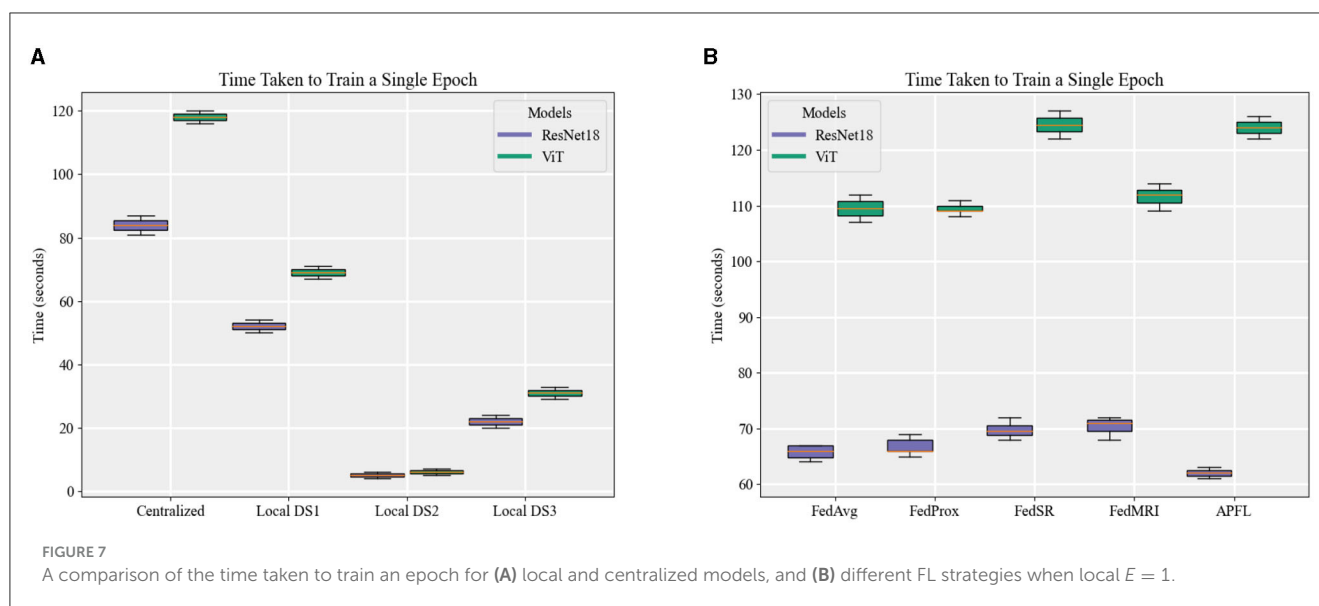 A
Time Taken to Train a Single Epoch
Models
ResNet18
ViT
120
100
80
60
40
20
0
Time (seconds)
Centralized
Local DS1
Local DS2
Local DS3
B
Time Taken to Train a Single Epoch
Models
ResNet18
ViT
130
120
110
100
90
80
70
60
Time (seconds)
FedAvg
FedProx
FedSR
FedMRI
APFL
FIGURE 7
A comparison of the time taken to train an epoch for (A) local and centralized models, and (B) different FL strategies when local E = 1.